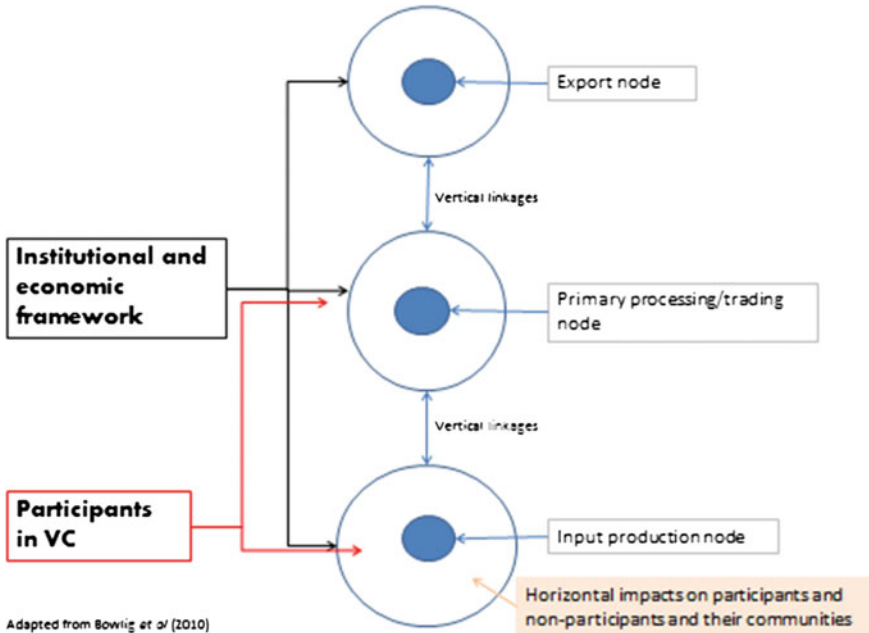 Export node
Vertical linkages
Institutional and
economic
framework
Primary processing/trading
node
Vertical linkages
Participants
in VC
Input production node
Horizontal impacts on participants and
non-participants and their communities
Adapted from Bowlig et al (2010)